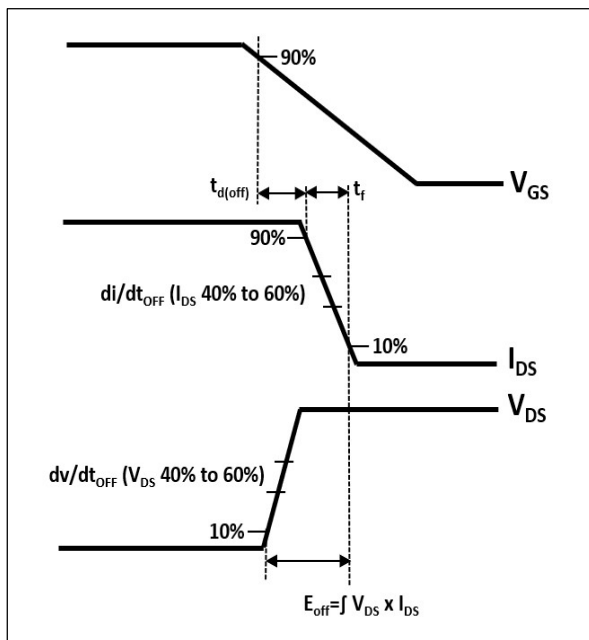 90%
V_GS
t_d(off) t_f
90%
di/dt_OFF (I_DS 40% to 60%)
10%
I_DS
V_DS
dv/dt_OFF (V_DS 40% to 60%)
10%
E_off=∫ V_DS x I_DS